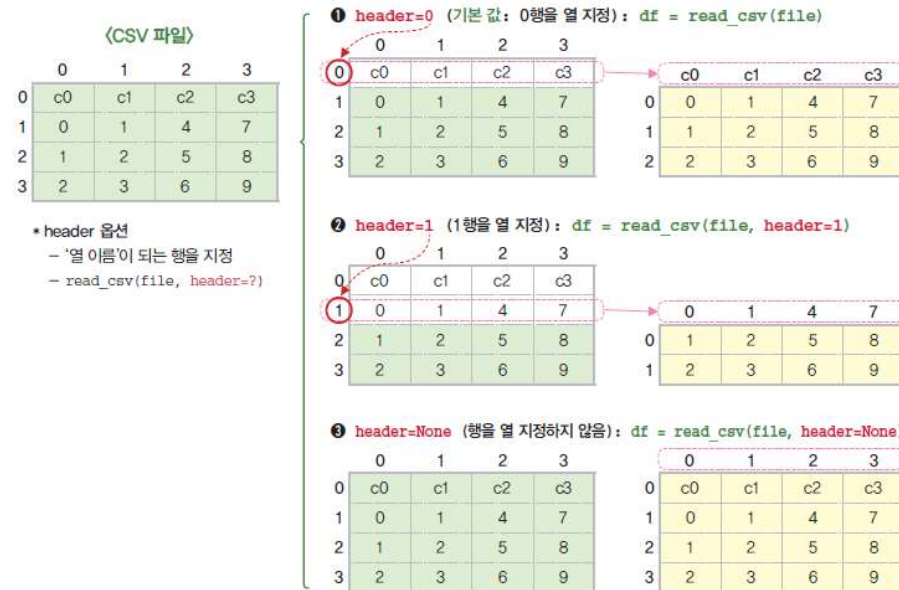 〈CSV 파일〉
0 1 2 3
0 c0 c1 c2 c3
1 0 1 4 7
2 1 2 5 8
3 2 3 6 9
* header 옵션
– '열 이름'이 되는 행을 지정
– read_csv(file, header=?)
❶ header=0 (기본 값: 0행을 열 지정): df = read_csv(file)
0 1 2 3
0 c0 c1 c2 c3
1 0 1 4 7
2 1 2 5 8
3 2 3 6 9
c0 c1 c2 c3
0 0 1 4 7
1 1 2 5 8
2 2 3 6 9
❷ header=1 (1행을 열 지정): df = read_csv(file, header=1)
0 1 2 3
0 c0 c1 c2 c3
1 0 1 4 7
2 1 2 5 8
3 2 3 6 9
0 1 4 7
0 1 2 5 8
1 2 3 6 9
❸ header=None (행을 열 지정하지 않음): df = read_csv(file, header=None)
0 1 2 3
0 c0 c1 c2 c3
1 0 1 4 7
2 1 2 5 8
3 2 3 6 9
0 1 2 3
0 c0 c1 c2 c3
1 0 1 4 7
2 1 2 5 8
3 2 3 6 9